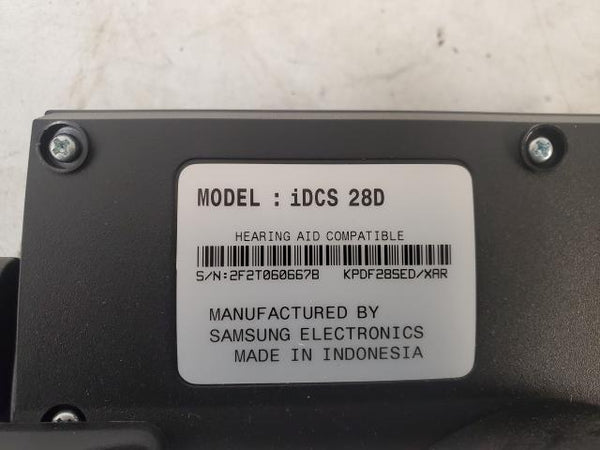 MODEL : iDCS 28D
HEARING AID COMPATIBLE
S/N:2F2T060667B KPDF28SED/XAR
MANUFACTURED BY
SAMSUNG ELECTRONICS
MADE IN INDONESIA